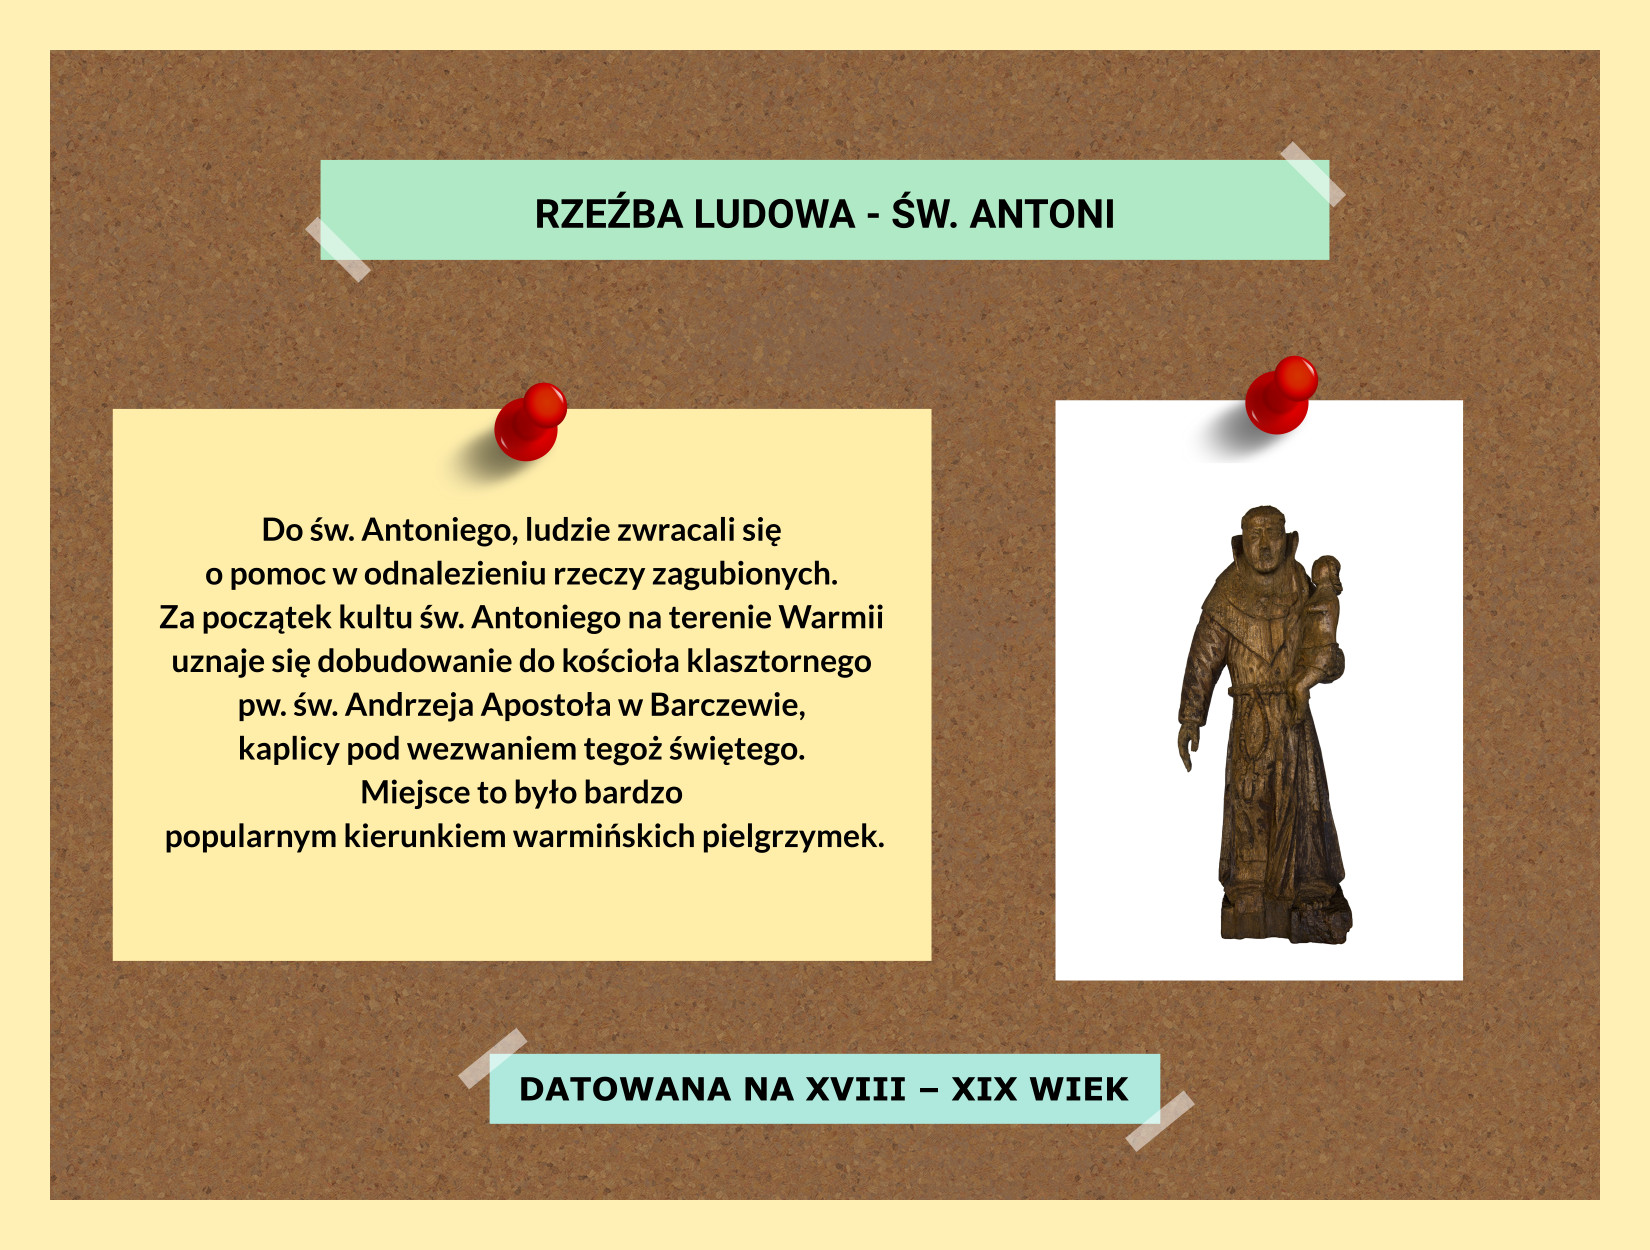 RZEŹBA LUDOWA - ŚW. ANTONI
Do św. Antoniego, ludzie zwracali się
o pomoc w odnalezieniu rzeczy zagubionych.
Za początek kultu św. Antoniego na terenie Warmii
uznaje się dobudowanie do kościoła klasztornego
pw. św. Andrzeja Apostoła w Barczewie,
kaplicy pod wezwaniem tegoż świętego.
Miejsce to było bardzo
popularnym kierunkiem warmińskich pielgrzymek.
DATOWANA NA XVIII – XIX WIEK